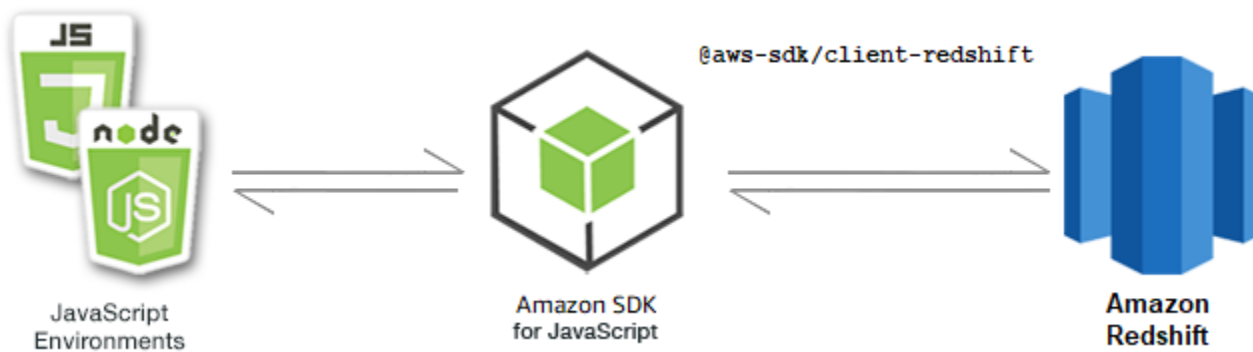 JS
node
JS
JavaScript
Environments
Amazon SDK
for JavaScript
@aws-sdk/client-redshift
Amazon
Redshift